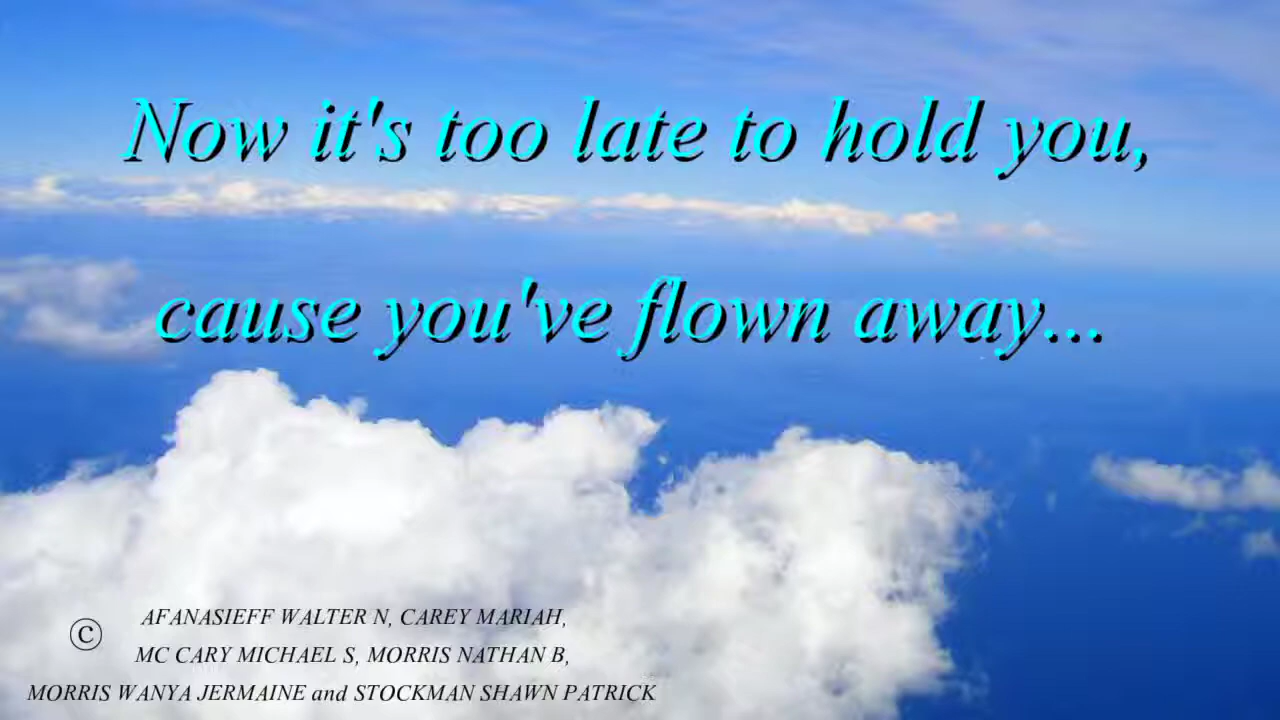 Now it's too late to hold you,
cause you've flown away...
AFANASIEFF WALTER N, CAREY MARIAH,
© MC CARY MICHAEL S, MORRIS NATHAN B,
MORRIS WANYA JERMAINE and STOCKMAN SHAWN PATRICK